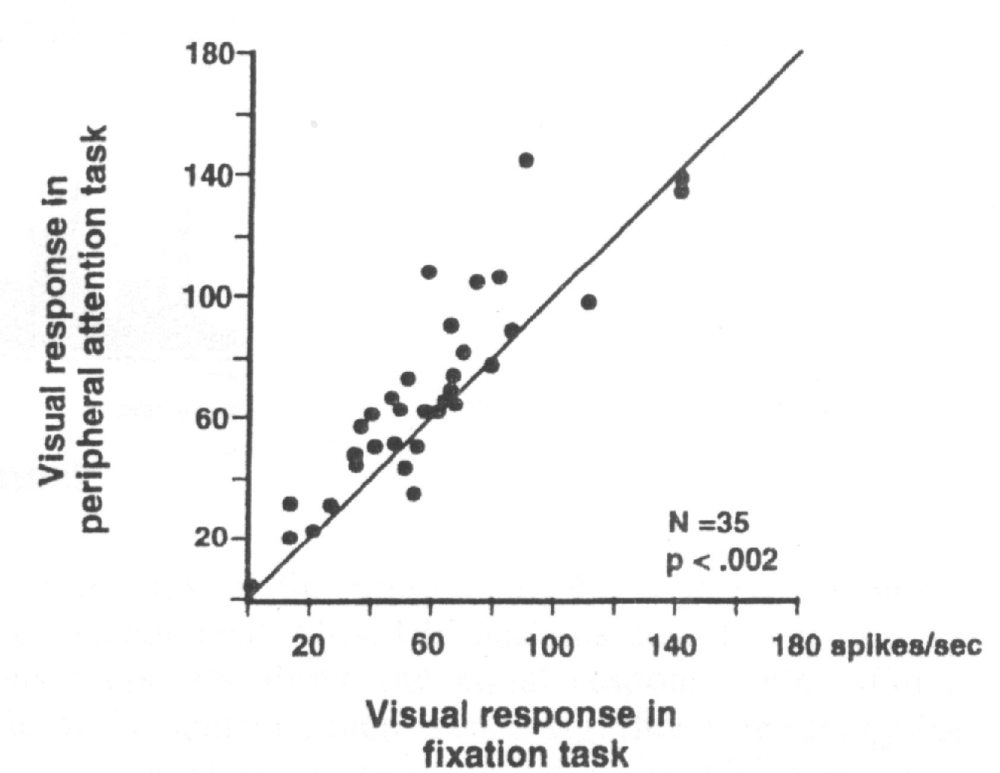 180
140
100
60
20
Visual response in
peripheral attention task
N =35
p < .002
20 60 100 140 180 spikes/sec
Visual response in
fixation task